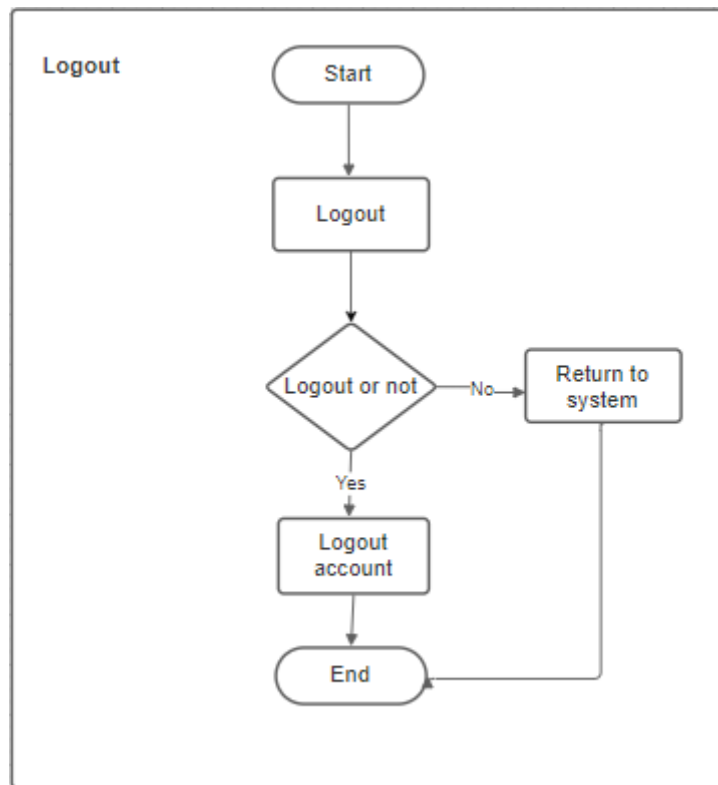 Logout
Start
Logout
Logout or not
No
Return to
system
Yes
Logout
account
End